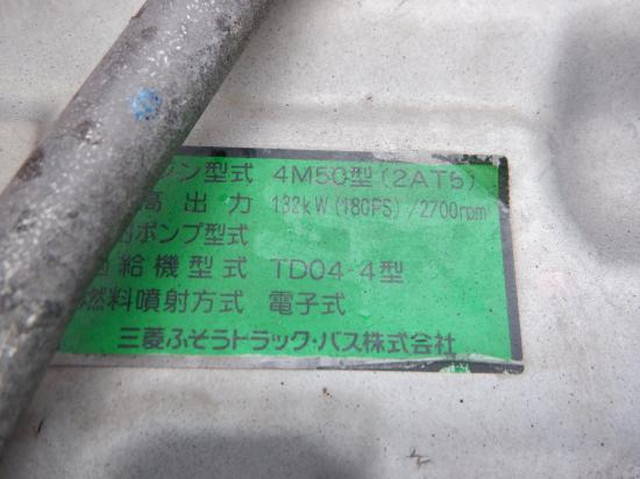 ン型式 4M50型(2AT5)
高出力 132kW(180PS)/2700rpm
ポンプ型式
給機型式 TD04-4型
燃料噴射方式 電子式
三菱ふそうトラック・バス株式会社